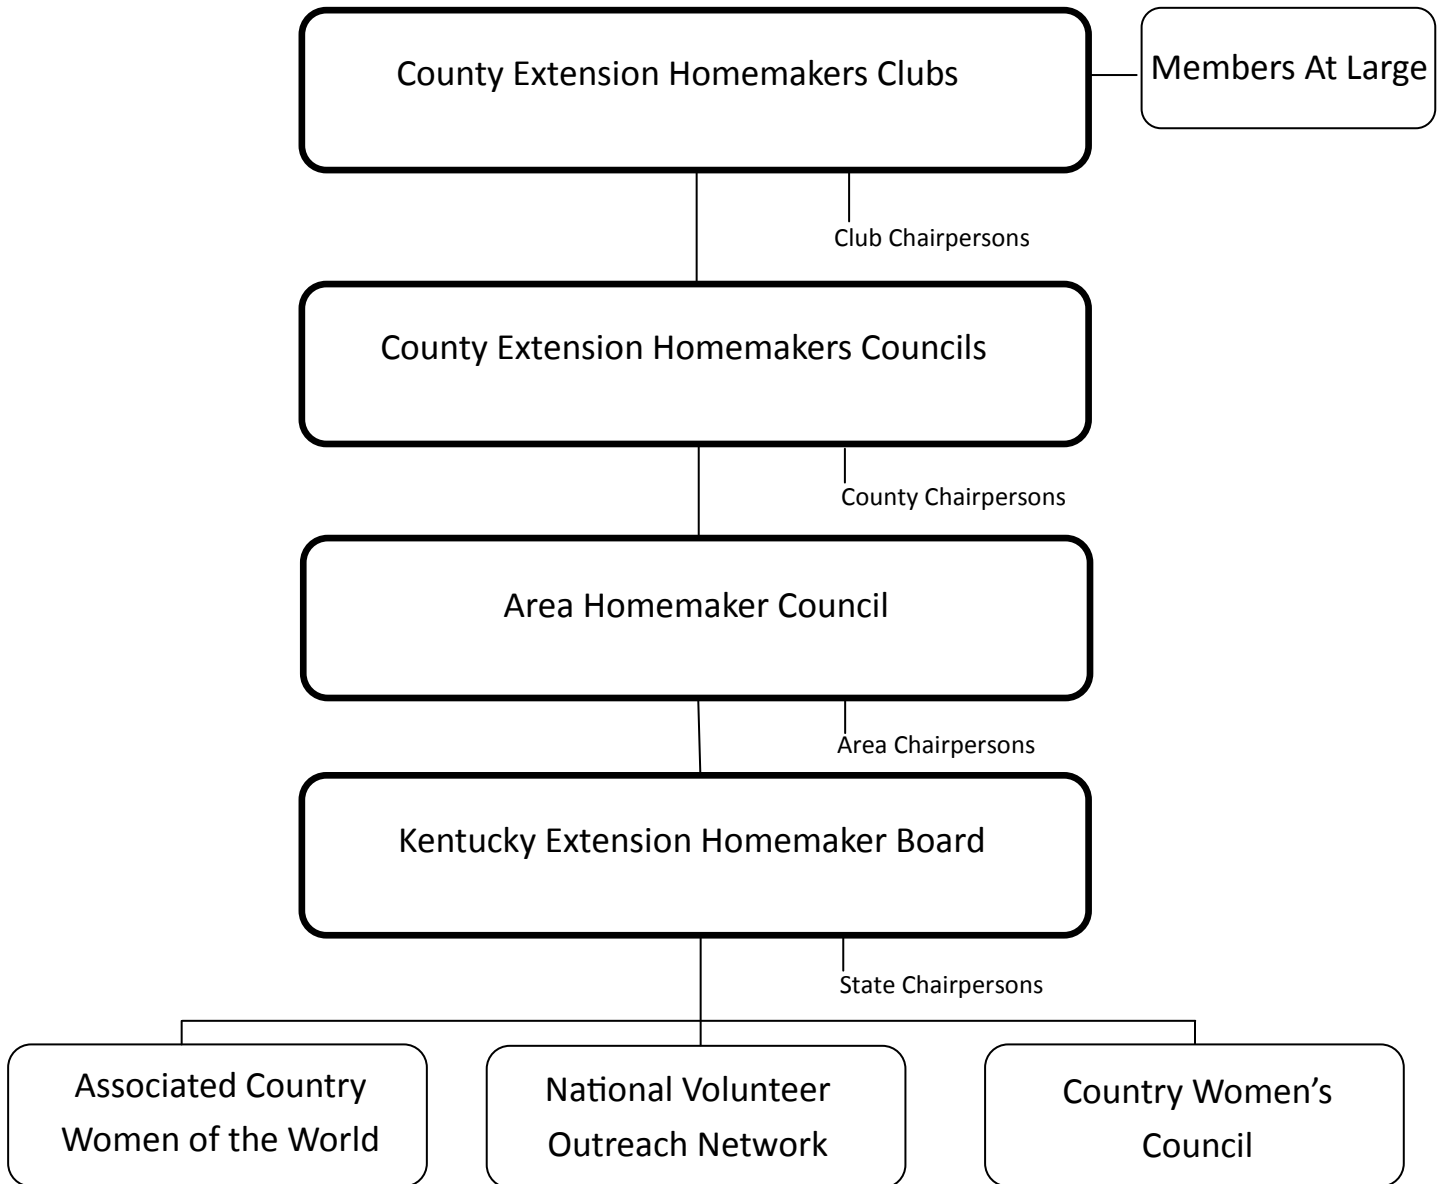 County Extension Homemakers Clubs
Members At Large
Club Chairpersons
County Extension Homemakers Councils
County Chairpersons
Area Homemaker Council
Area Chairpersons
Kentucky Extension Homemaker Board
State Chairpersons
Associated Country
Women of the World
National Volunteer
Outreach Network
Country Women’s
Council